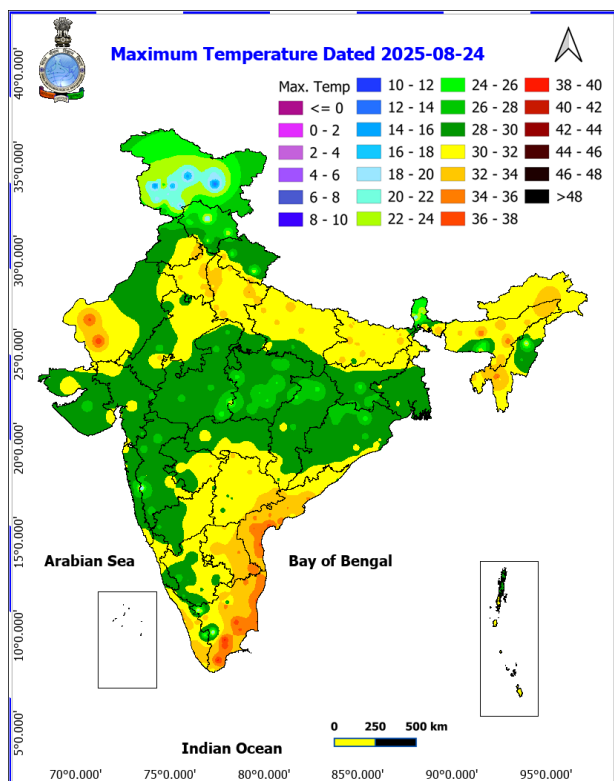 Maximum Temperature Dated 2025-08-24
Max. Temp
<= 0
0 - 2
2 - 4
4 - 6
6 - 8
8 - 10
10 - 12
12 - 14
14 - 16
16 - 18
18 - 20
20 - 22
22 - 24
24 - 26
26 - 28
28 - 30
30 - 32
32 - 34
34 - 36
36 - 38
38 - 40
40 - 42
42 - 44
44 - 46
46 - 48
>48
40°0.000'
35°0.000'
30°0.000'
25°0.000'
20°0.000'
15°0.000'
10°0.000'
5°0.000'
Arabian Sea
Bay of Bengal
Indian Ocean
0 250 500 km
70°0.000' 75°0.000' 80°0.000' 85°0.000' 90°0.000' 95°0.000'